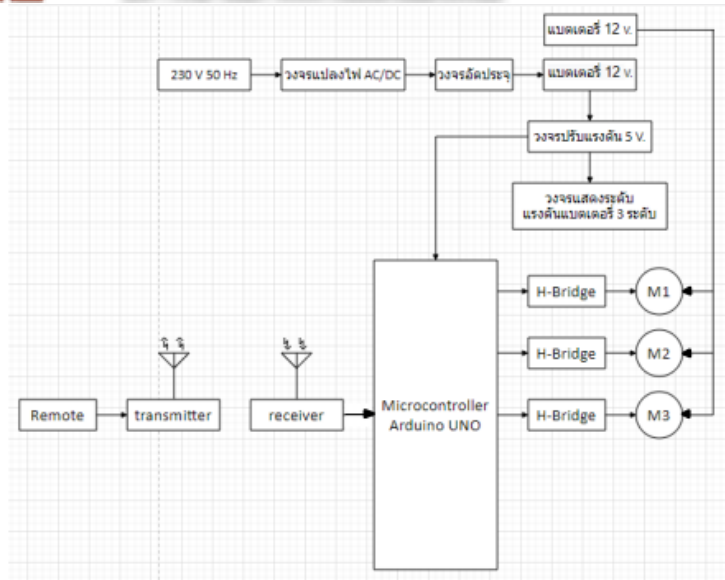 แบตเตอรี่ 12 V.
230 V 50 Hz
วงจรแปลงไฟ AC/DC
วงจรอัดประจุ
แบตเตอรี่ 12 V.
วงจรปรับแรงดัน 5 V.
วงจรแสดงระดับ
แรงดันแบตเตอรี่ 3 ระดับ
H-Bridge
M1
H-Bridge
M2
Remote
transmitter
receiver
Microcontroller
Arduino UNO
H-Bridge
M3